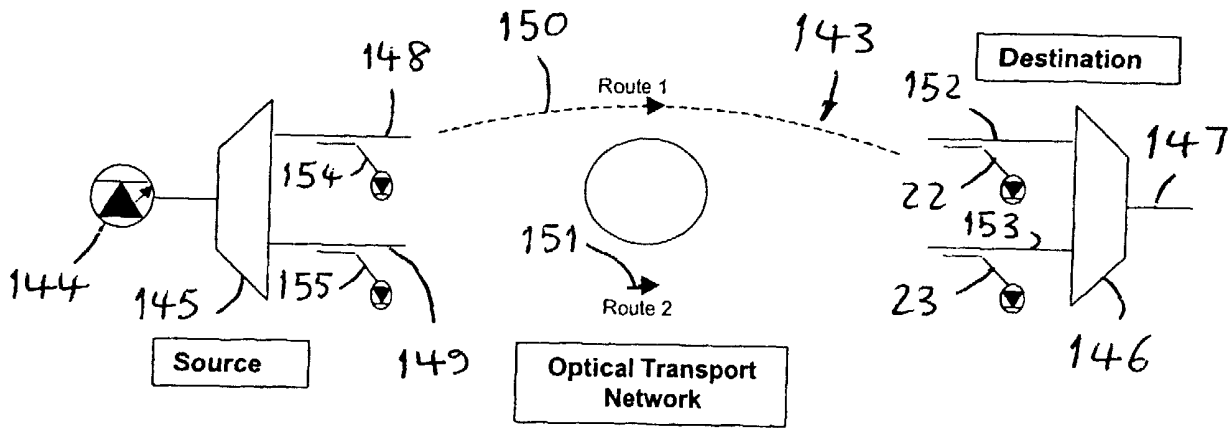 150
143
148
Destination
Route 1
152
147
154
22
144
145
155
151
149
Route 2
153
23
146
Source
Optical Transport
Network